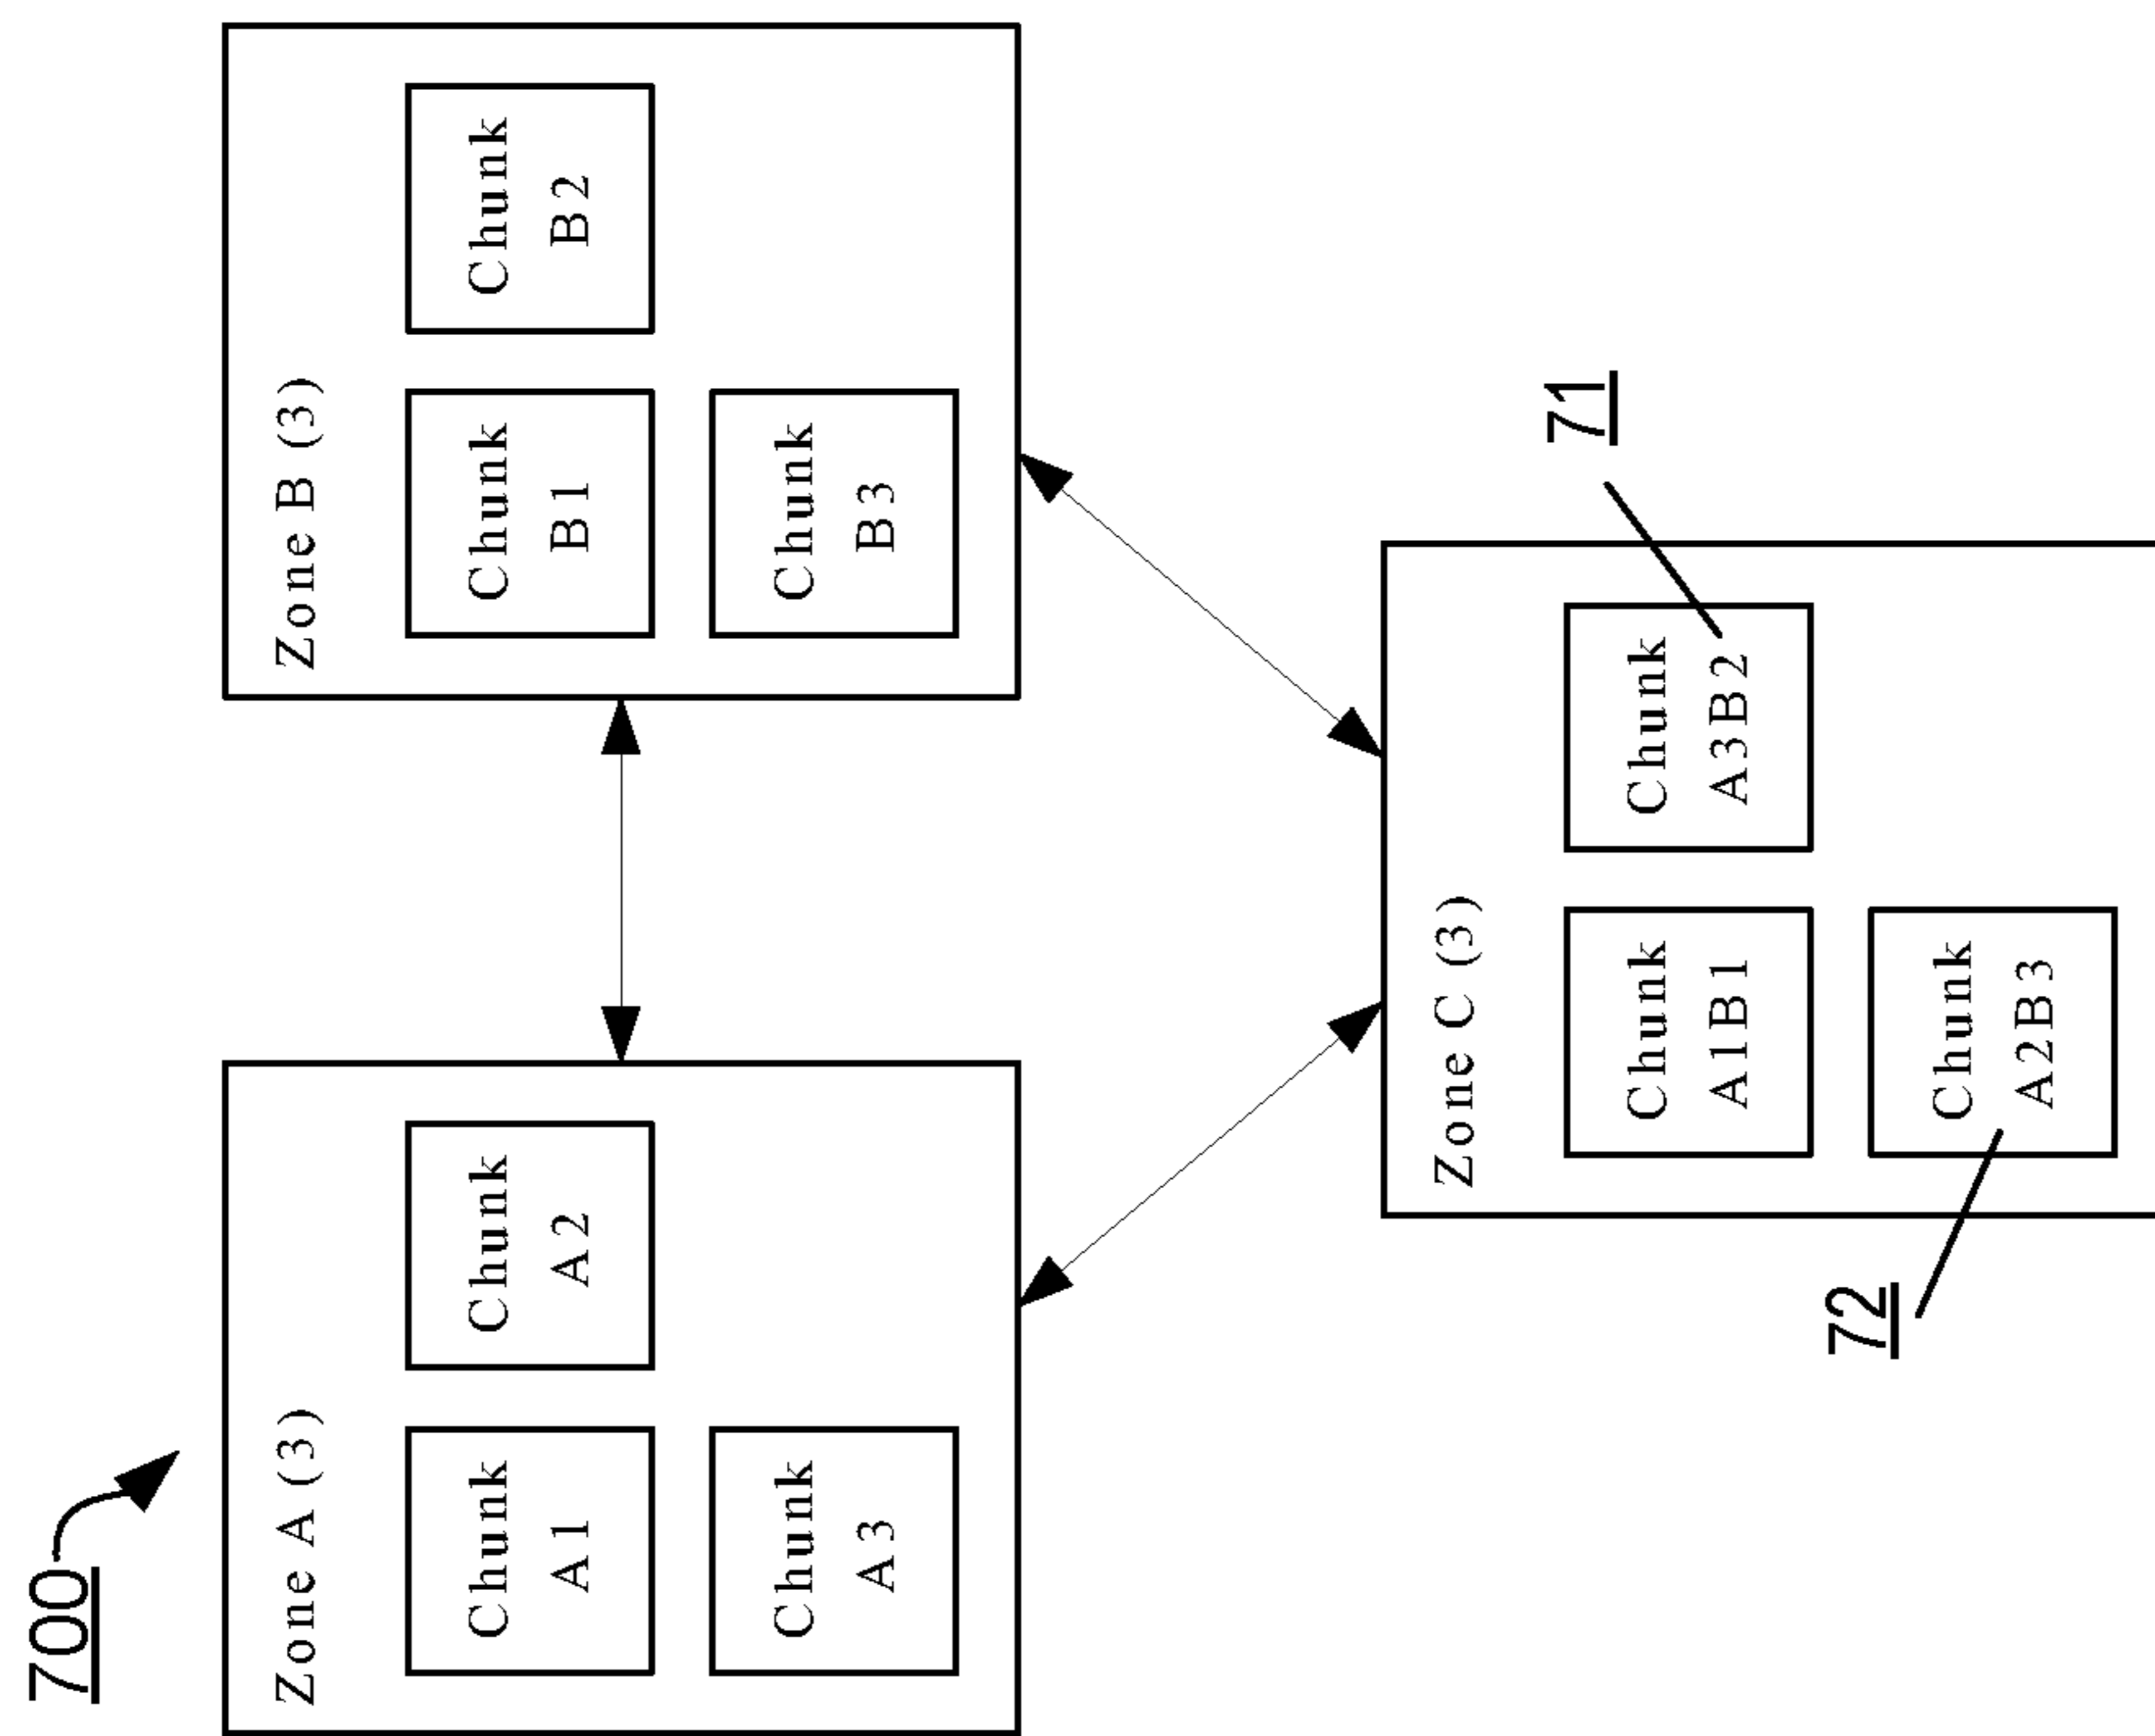 700
Zone A (3)
Chunk
A1
Chunk
A2
Chunk
A3
Zone B (3)
Chunk
B1
Chunk
B2
Chunk
B3
Zone C (3)
Chunk
A1B1
Chunk
A3B2
Chunk
A2B3
71
72